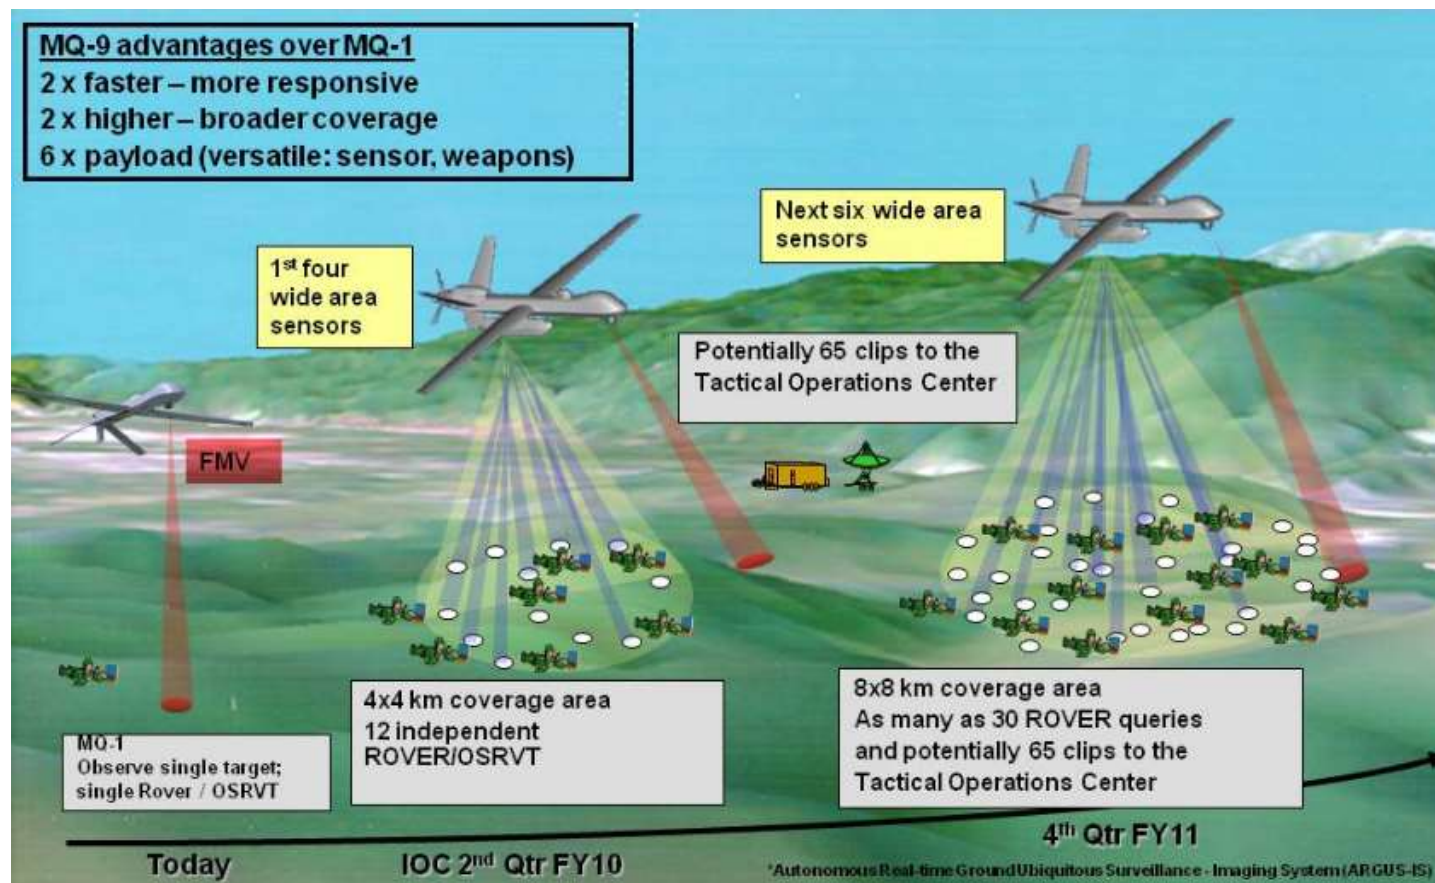 MQ-9 advantages over MQ-1
2 x faster – more responsive
2 x higher – broader coverage
6 x payload (versatile: sensor, weapons)
1st four
wide area
sensors
Next six wide area
sensors
Potentially 65 clips to the
Tactical Operations Center
FMV
MQ-1
Observe single target;
single Rover / OSRVT
4x4 km coverage area
12 independent
ROVER/OSRVT
8x8 km coverage area
As many as 30 ROVER queries
and potentially 65 clips to the
Tactical Operations Center
Today
IOC 2nd Qtr FY10
4th Qtr FY11
*Autonomous Real-time Ground Ubiquitous Surveillance - Imaging System (ARGUS-IS)